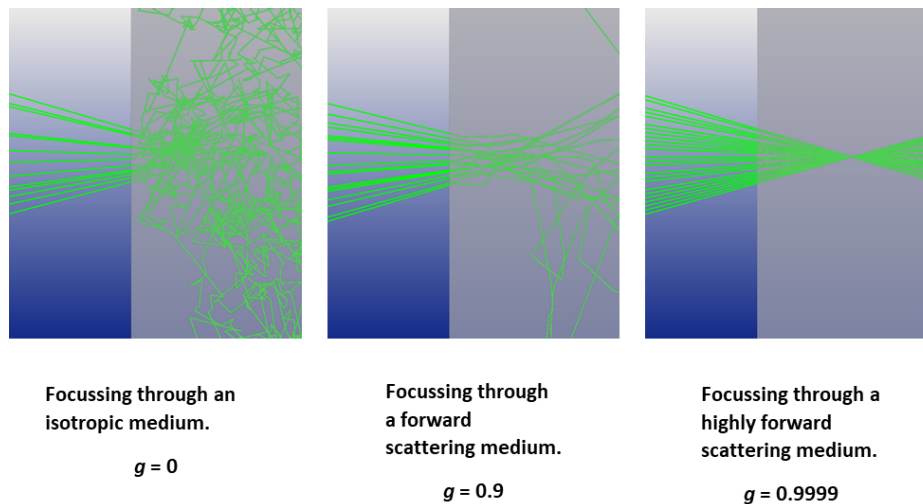 Focussing through an
isotropic medium.
g = 0
Focussing through
a forward
scattering medium.
g = 0.9
Focussing through a
highly forward
scattering medium.
g = 0.9999